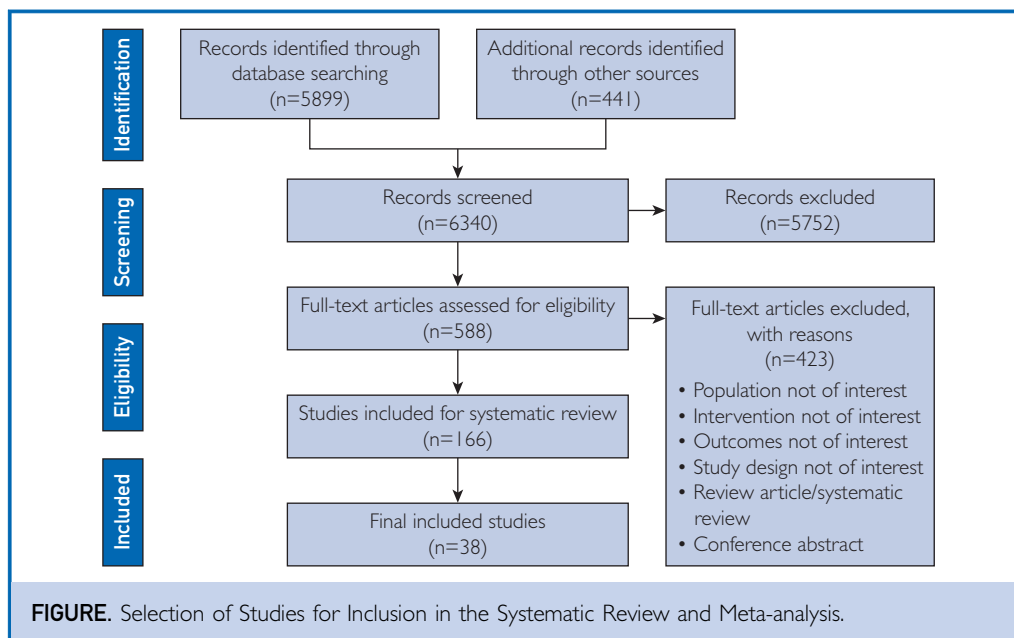 Identification
Records identified through
database searching
(n=5899)
Additional records identified
through other sources
(n=441)
Screening
Records screened
(n=6340)
Records excluded
(n=5752)
Eligibility
Full-text articles assessed for eligibility
(n=588)
Full-text articles excluded,
with reasons
(n=423)
• Population not of interest
• Intervention not of interest
• Outcomes not of interest
• Study design not of interest
• Review article/systematic
review
• Conference abstract
Studies included for systematic review
(n=166)
Included
Final included studies
(n=38)
FIGURE. Selection of Studies for Inclusion in the Systematic Review and Meta-analysis.